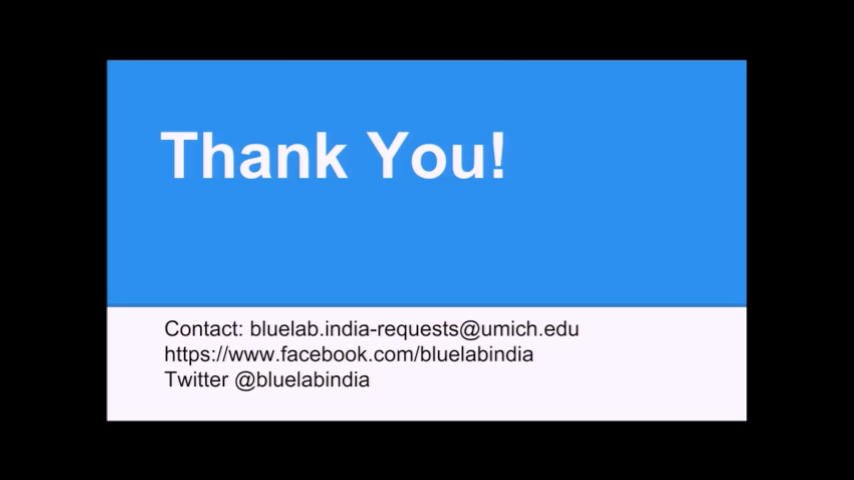 Thank You!
Contact: bluelab.india-requests@umich.edu
https://www.facebook.com/bluelabindia
Twitter @bluelabindia